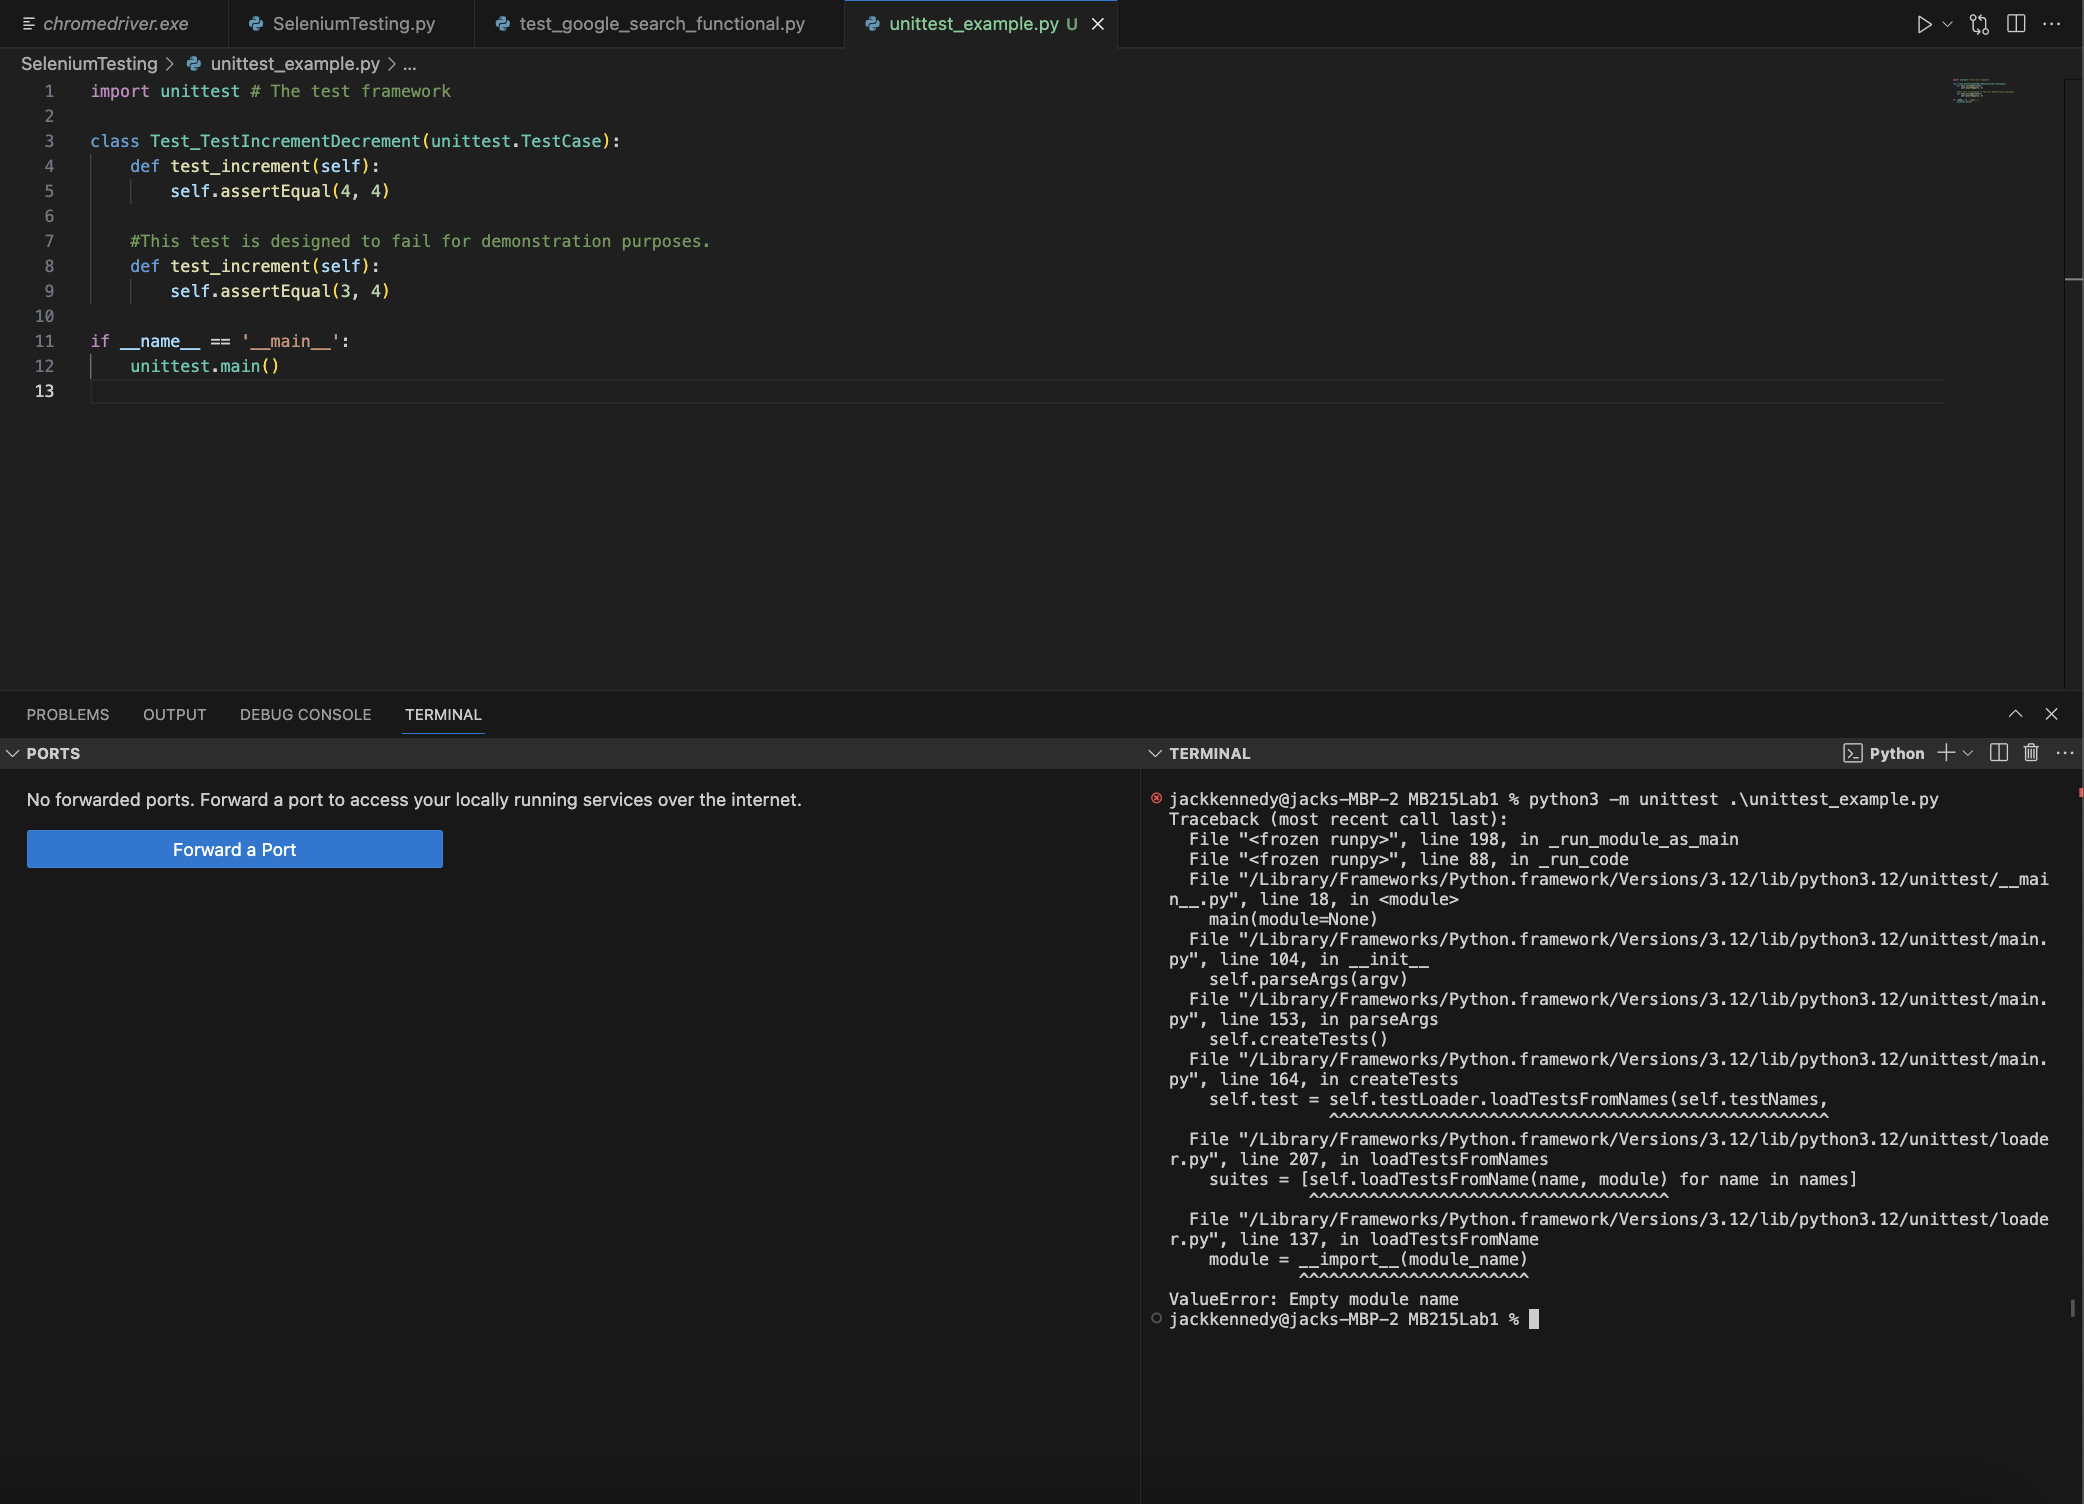 chromedriver.exe
SeleniumTesting.py
test_google_search_functional.py
unittest_example.py U
SeleniumTesting > unittest_example.py > ...
1 import unittest # The test framework
2
3 class Test_TestIncrementDecrement(unittest.TestCase):
4 def test_increment(self):
5 self.assertEqual(4, 4)
6
7 #This test is designed to fail for demonstration purposes.
8 def test_increment(self):
9 self.assertEqual(3, 4)
10
11 if __name__ == '__main__':
12 unittest.main()
13
PROBLEMS OUTPUT DEBUG CONSOLE TERMINAL
PORTS
No forwarded ports. Forward a port to access your locally running services over the internet.
Forward a Port
TERMINAL
Python
jackkennedy@jacks-MBP-2 MB215Lab1 % python3 -m unittest .\unittest_example.py
Traceback (most recent call last):
File "<frozen runpy>", line 198, in _run_module_as_main
File "<frozen runpy>", line 88, in _run_code
File "/Library/Frameworks/Python.framework/Versions/3.12/lib/python3.12/unittest/__mai
n__.py", line 18, in <module>
main(module=None)
File "/Library/Frameworks/Python.framework/Versions/3.12/lib/python3.12/unittest/main.
py", line 104, in __init__
self.parseArgs(argv)
File "/Library/Frameworks/Python.framework/Versions/3.12/lib/python3.12/unittest/main.
py", line 153, in parseArgs
self.createTests()
File "/Library/Frameworks/Python.framework/Versions/3.12/lib/python3.12/unittest/main.
py", line 164, in createTests
self.test = self.testLoader.loadTestsFromNames(self.testNames,
^^^^^^^^^^^^^^^^^^^^^^^^^^^^^^^^^^^^^^^^^^^^^^^^^^
File "/Library/Frameworks/Python.framework/Versions/3.12/lib/python3.12/unittest/loade
r.py", line 207, in loadTestsFromNames
suites = [self.loadTestsFromName(name, module) for name in names]
^^^^^^^^^^^^^^^^^^^^^^^^^^^^^^^^^^^^
File "/Library/Frameworks/Python.framework/Versions/3.12/lib/python3.12/unittest/loade
r.py", line 137, in loadTestsFromName
module = __import__(module_name)
^^^^^^^^^^^^^^^^^^^^^^^
ValueError: Empty module name
jackkennedy@jacks-MBP-2 MB215Lab1 %